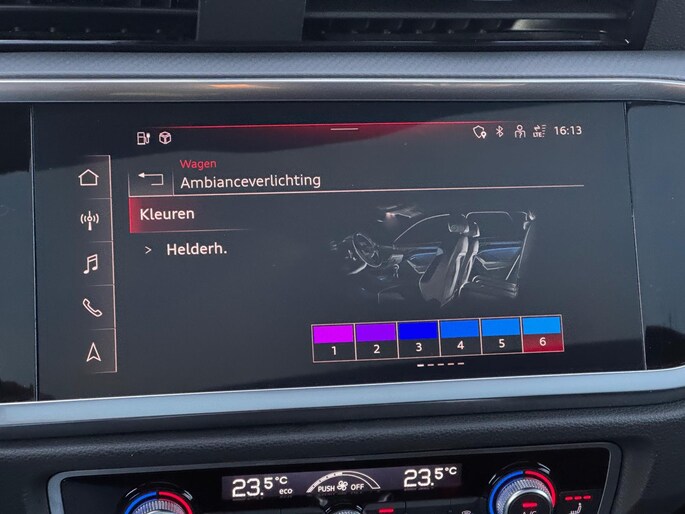 LTE 16:13
Wagen
Ambianceverlichting
Kleuren
> Helderh.
1 2 3 4 5 6
23.5°C eco PUSH OFF 23.5°C
A/C